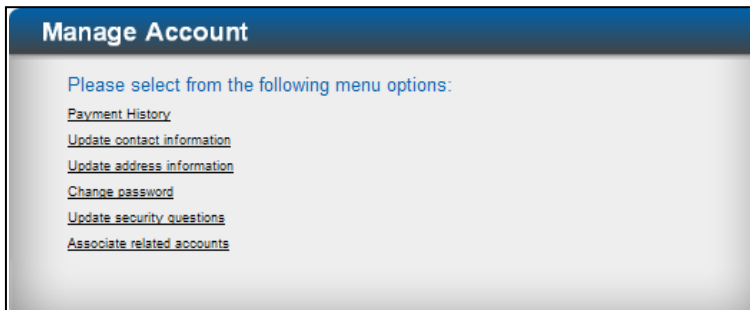 Manage Account
Please select from the following menu options:
Payment History
Update contact information
Update address information
Change password
Update security questions
Associate related accounts